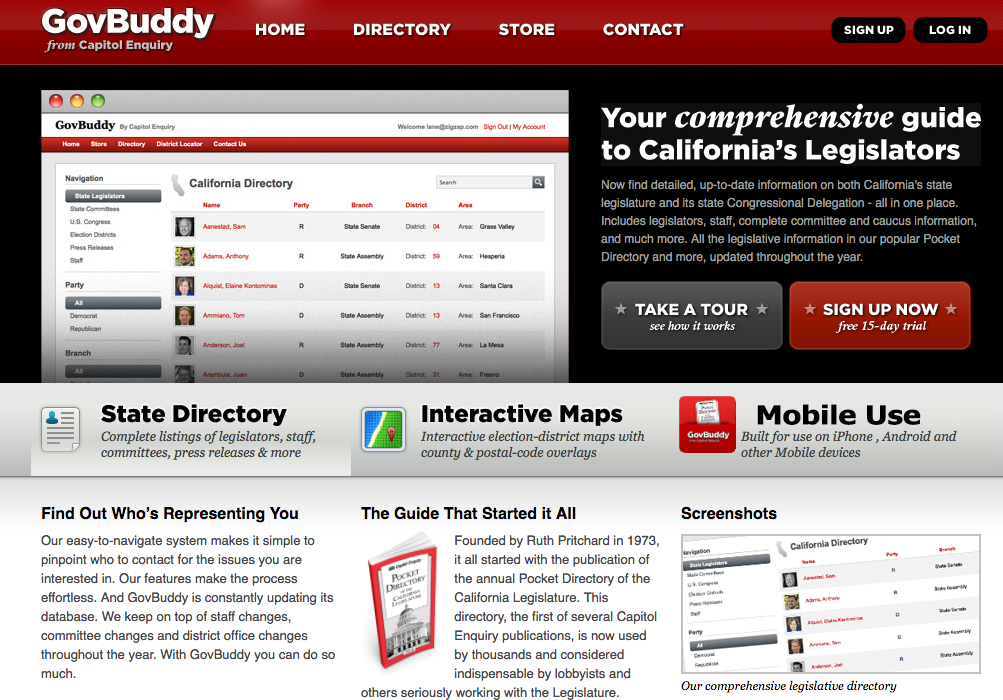 GovBuddy
from Capitol Enquiry
HOME DIRECTORY STORE CONTACT
SIGN UP LOG IN
GovBuddy By Capitol Enquiry
Welcome lane@zigzap.com Sign Out | My Account
Home Store Directory District Locator Contact Us
Navigation
State Legislators
State Committees
U.S. Congress
Election Districts
Press Releases
Staff
Party
All
Democrat
Republican
Branch
All
California Directory
Search
Name Party Branch District Area
Aanestad, Sam R State Senate District: 04 Area: Grass Valley
Adams, Anthony R State Assembly District: 59 Area: Hesperia
Alquist, Elaine Kontominas D State Senate District: 13 Area: Santa Clara
Ammiano, Tom D State Assembly District: 13 Area: San Francisco
Anderson, Joel R State Assembly District: 77 Area: La Mesa
Arambula, Juan D State Assembly District: 31 Area: Fresno
Your comprehensive guide
to California's Legislators
Now find detailed, up-to-date information on both California's state
legislature and its state Congressional Delegation - all in one place.
Includes legislators, staff, complete committee and caucus information,
and much more. All the legislative information in our popular Pocket
Directory and more, updated throughout the year.
★ TAKE A TOUR ★
see how it works
★ SIGN UP NOW ★
free 15-day trial
State Directory
Complete listings of legislators, staff,
committees, press releases & more
Interactive Maps
Interactive election-district maps with
county & postal-code overlays
GovBuddy
Mobile Use
Built for use on iPhone , Android and
other Mobile devices
Find Out Who's Representing You
Our easy-to-navigate system makes it simple to
pinpoint who to contact for the issues you are
interested in. Our features make the process
effortless. And GovBuddy is constantly updating its
database. We keep on top of staff changes,
committee changes and district office changes
throughout the year. With GovBuddy you can do so
much.
The Guide That Started it All
Capitol Enquiry
POCKET
DIRECTORY
OF THE
CALIFORNIA
LEGISLATURE
Founded by Ruth Pritchard in 1973,
it all started with the publication of
the annual Pocket Directory of the
California Legislature. This
directory, the first of several Capitol
Enquiry publications, is now used
by thousands and considered
indispensable by lobbyists and
others seriously working with the Legislature.
Screenshots
Navigation
State Legislators
State Committees
U.S. Congress
Election Districts
Press Releases
Staff
Party
All
Democrat
Republican
California Directory
Name Party Branch
Aanestad, Sam R State Senate
Adams, Anthony R State Assembly
Alquist, Elaine Kontominas D State Senate
Ammiano, Tom D State Assembly
Anderson, Joel R State Assembly
Our comprehensive legislative directory